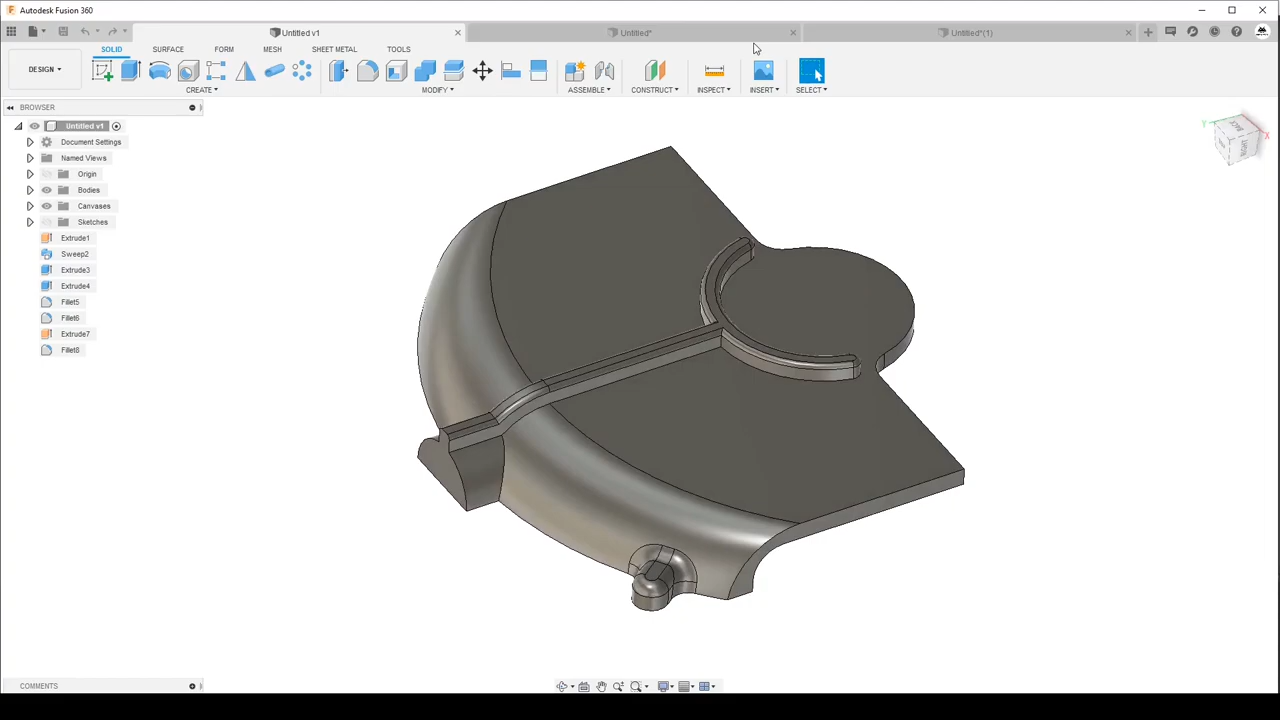 Autodesk Fusion 360
Untitled v1
Untitled*
Untitled*(1)
SOLID SURFACE FORM MESH SHEET METAL TOOLS
DESIGN
CREATE MODIFY ASSEMBLE CONSTRUCT INSPECT INSERT SELECT
BROWSER
Untitled v1
Document Settings
Named Views
Origin
Bodies
Canvases
Sketches
Extrude1
Sweep2
Extrude3
Extrude4
Fillet5
Fillet6
Extrude7
Fillet8
Y
BACK
RIGHT
X
COMMENTS